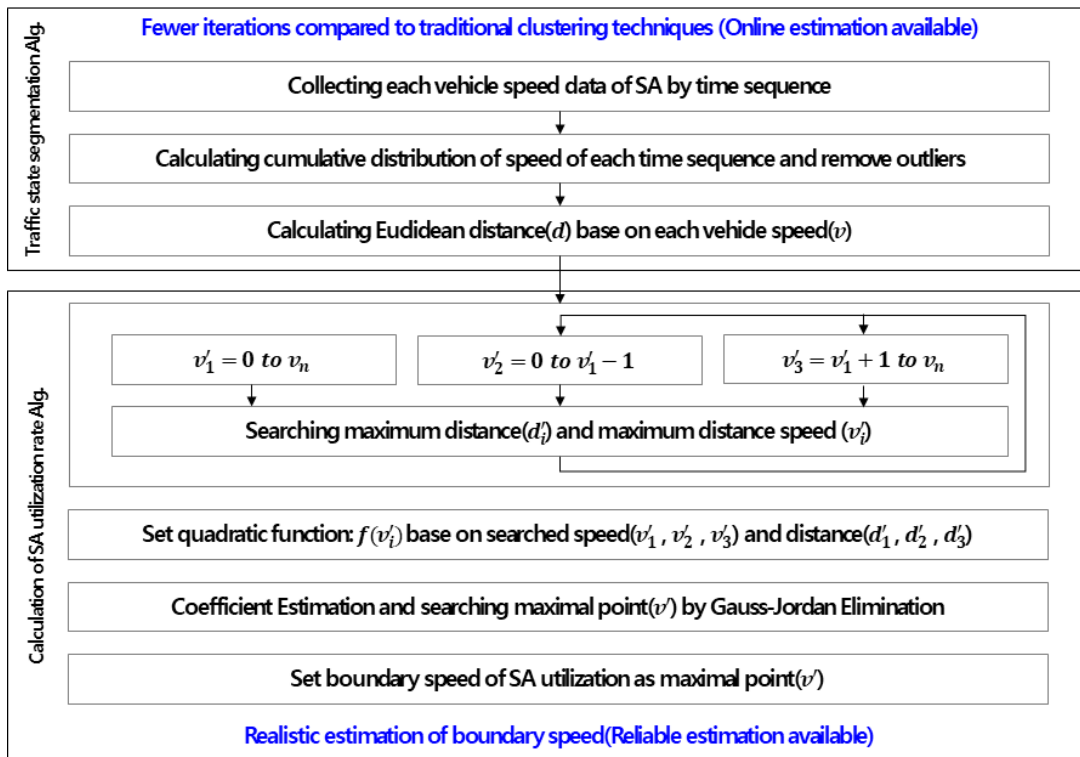 Traffic state segmentation Alg.
Fewer iterations compared to traditional clustering techniques (Online estimation available)
Collecting each vehicle speed data of SA by time sequence
Calculating cumulative distribution of speed of each time sequence and remove outliers
Calculating Euclidean distance(d) base on each vehicle speed(v)
Calculation of SA utilization rate Alg.
v′₁ = 0 to vₙ
v′₂ = 0 to v′₁ − 1
v′₃ = v′₁ + 1 to vₙ
Searching maximum distance(d′ᵢ) and maximum distance speed (v′ᵢ)
Set quadratic function: f(v′ᵢ) base on searched speed(v′₁ , v′₂ , v′₃) and distance(d′₁ , d′₂ , d′₃)
Coefficient Estimation and searching maximal point(v′) by Gauss-Jordan Elimination
Set boundary speed of SA utilization as maximal point(v′)
Realistic estimation of boundary speed(Reliable estimation available)